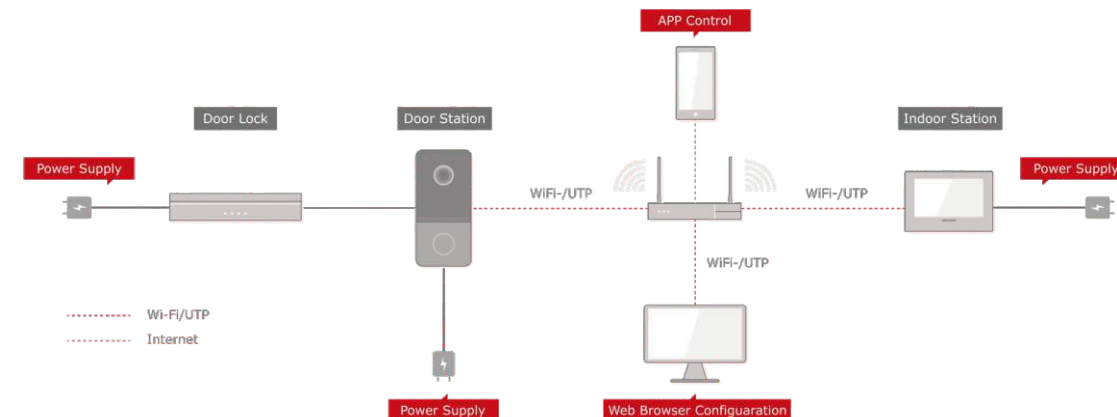 APP Control
Door Lock
Door Station
Indoor Station
Power Supply
Power Supply
WiFi-/UTP
WiFi-/UTP
WiFi-/UTP
Wi-Fi/UTP
Internet
Power Supply
Web Browser Configuaration